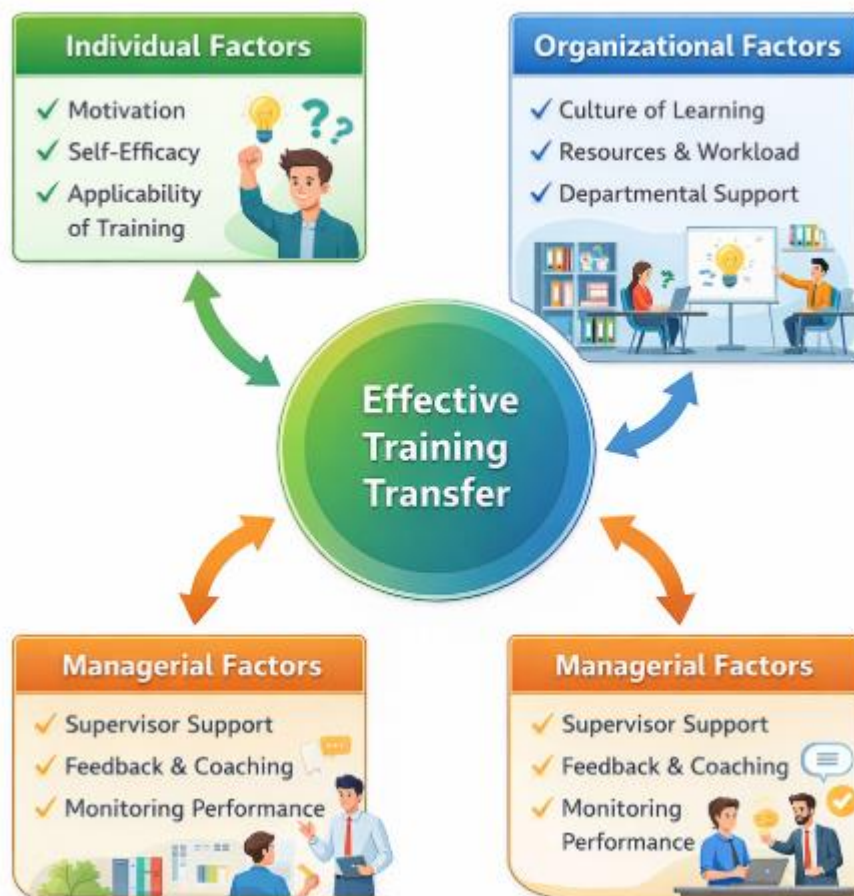 Individual Factors
✓ Motivation
✓ Self-Efficacy
✓ Applicability
of Training
Organizational Factors
✓ Culture of Learning
✓ Resources & Workload
✓ Departmental Support
Effective
Training
Transfer
Managerial Factors
✓ Supervisor Support
✓ Feedback & Coaching
✓ Monitoring Performance
Managerial Factors
✓ Supervisor Support
✓ Feedback & Coaching
✓ Monitoring
Performance